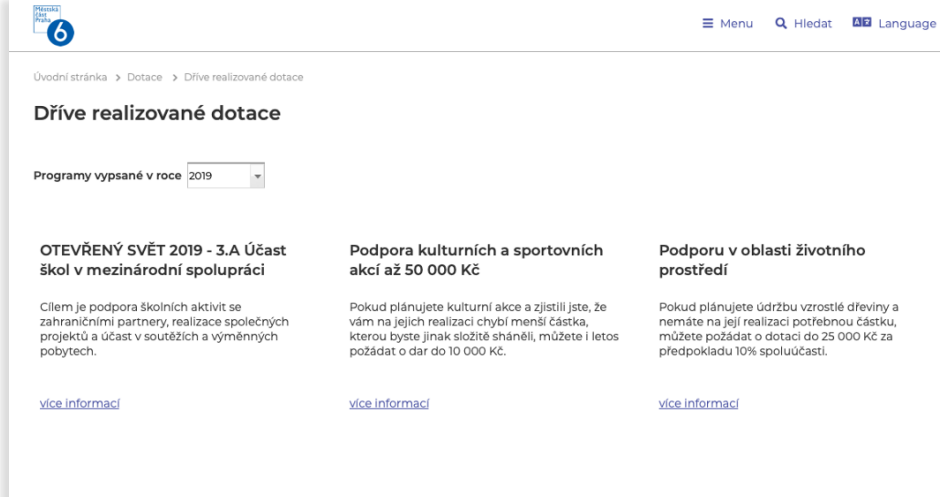 Městská
část
Praha
6
Menu
Hledat
Language
Úvodní stránka > Dotace > Dříve realizované dotace
Dříve realizované dotace
Programy vypsané v roce 2019
OTEVŘENÝ SVĚT 2019 - 3.A Účast
škol v mezinárodní spolupráci
Cílem je podpora školních aktivit se
zahraničními partnery, realizace společných
projektů a účast v soutěžích a výměnných
pobytech.
více informací
Podpora kulturních a sportovních
akcí až 50 000 Kč
Pokud plánujete kulturní akce a zjistili jste, že
vám na jejich realizaci chybí menší částka,
kterou byste jinak složitě sháněli, můžete i letos
požádat o dar do 10 000 Kč.
více informací
Podporu v oblasti životního
prostředí
Pokud plánujete údržbu vzrostlé dřeviny a
nemáte na její realizaci potřebnou částku,
můžete požádat o dotaci do 25 000 Kč za
předpokladu 10% spoluúčasti.
více informací